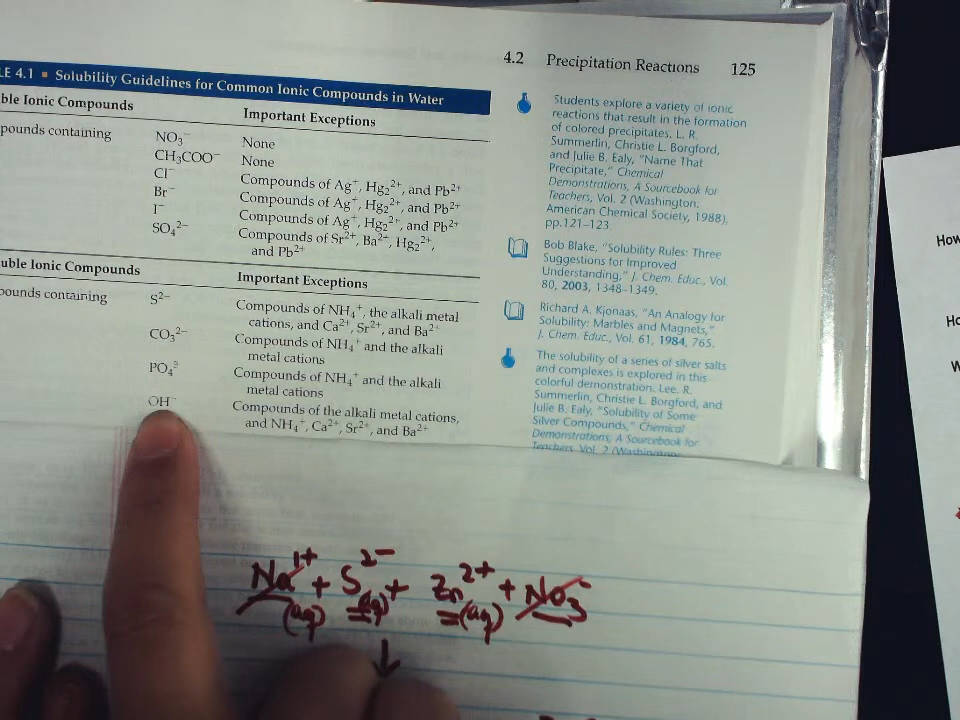 4.2 Precipitation Reactions 125
LE 4.1 ▪ Solubility Guidelines for Common Ionic Compounds in Water
ble Ionic Compounds
Important Exceptions
pounds containing
NO₃⁻ None
CH₃COO⁻ None
Cl⁻ Compounds of Ag⁺, Hg₂²⁺, and Pb²⁺
Br⁻ Compounds of Ag⁺, Hg₂²⁺, and Pb²⁺
I⁻ Compounds of Ag⁺, Hg₂²⁺, and Pb²⁺
SO₄²⁻ Compounds of Sr²⁺, Ba²⁺, Hg₂²⁺,
and Pb²⁺
uble Ionic Compounds
Important Exceptions
pounds containing
S²⁻ Compounds of NH₄⁺, the alkali metal
cations, and Ca²⁺, Sr²⁺, and Ba²⁺
CO₃²⁻ Compounds of NH₄⁺ and the alkali
metal cations
PO₄³⁻ Compounds of NH₄⁺ and the alkali
metal cations
OH⁻ Compounds of the alkali metal cations,
and NH₄⁺, Ca²⁺, Sr²⁺, and Ba²⁺
Students explore a variety of ionic
reactions that result in the formation
of colored precipitates. L. R.
Summerlin, Christie L. Borgford,
and Julie B. Ealy, "Name That
Precipitate," Chemical
Demonstrations, A Sourcebook for
Teachers, Vol. 2 (Washington:
American Chemical Society, 1988),
pp.121–123.
Bob Blake, "Solubility Rules: Three
Suggestions for Improved
Understanding," J. Chem. Educ., Vol.
80, 2003, 1348–1349.
Richard A. Kjonaas, "An Analogy for
Solubility: Marbles and Magnets,"
J. Chem. Educ., Vol. 61, 1984, 765.
The solubility of a series of silver salts
and complexes is explored in this
colorful demonstration. Lee. R.
Summerlin, Christie L. Borgford, and
Julie B. Ealy, "Solubility of Some
Silver Compounds," Chemical
Demonstrations, A Sourcebook for
Teachers, Vol. 2 (Washington
Na¹⁺ + S²⁻ + Zn²⁺ + NO₃⁻
(aq) (aq) (aq)
↓
How
Ho
W